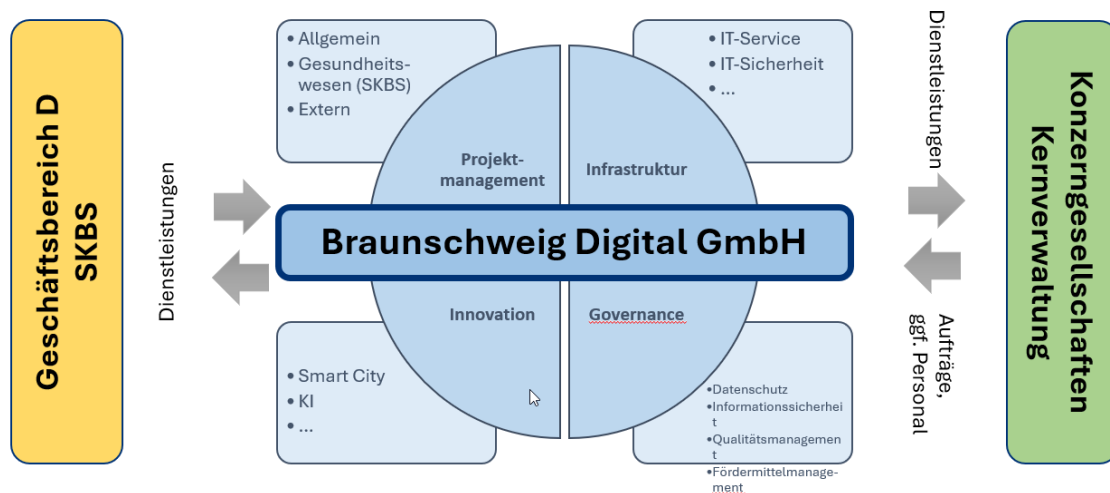 Geschäftsbereich D
SKBS
Dienstleistungen
• Allgemein
• Gesundheits-
wesen (SKBS)
• Extern
• IT-Service
• IT-Sicherheit
• ...
Projekt-
management
Infrastruktur
Braunschweig Digital GmbH
Innovation
Governance
• Smart City
• KI
• ...
•Datenschutz
•Informationssicherhei
t
•Qualitätsmanagemen
t
•Fördermittelmanage-
ment
Dienstleistungen
Aufträge,
ggf. Personal
Konzerngesellschaften
Kernverwaltung